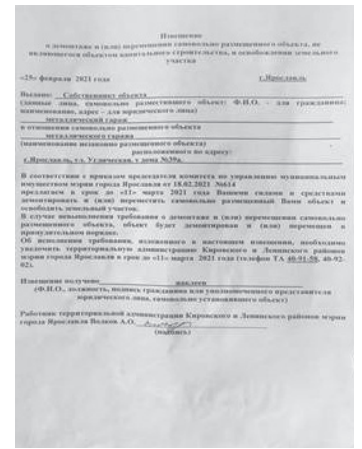 Извещение
о демонтаже и (или) перемещении самовольно размещенного объекта, не
являющегося объектом капитального строительства, и освобождении земельного
участка
«25» февраля 2021 года г.Ярославль
Выдано: Собственнику объекта
(данные лица, самовольно разместившего объект: Ф.И.О. - для гражданина;
наименование, адрес - для юридического лица)
металлический гараж
в отношении самовольно размещенного объекта
металлического гаража
(наименование незаконно размещенного объекта)
расположенного по адресу:
г.Ярославль, ул. Угличская, у дома №39а.
В соответствии с приказом председателя комитета по управлению муниципальным
имуществом мэрии города Ярославля от 18.02.2021 №614
предлагаем в срок до «11» марта 2021 года Вашими силами и средствами
демонтировать и (или) переместить самовольно размещенный Вами объект и
освободить земельный участок.
В случае невыполнения требования о демонтаже и (или) перемещении самовольно
размещенного объекта, объект будет демонтирован и (или) перемещен в
принудительном порядке.
Об исполнении требования, изложенного в настоящем извещении, необходимо
уведомить территориальную администрацию Кировского и Ленинского районов
мэрии города Ярославля в срок до «11» марта 2021 года (телефон ТА 40-91-58, 40-92-
02).
Извещение получено наклеен
(Ф.И.О., должность, подпись гражданина или уполномоченного представителя
юридического лица, самовольно установившего объект)
Работник территориальной администрации Кировского и Ленинского районов мэрии
города Ярославля Волков А.О.
(подпись)